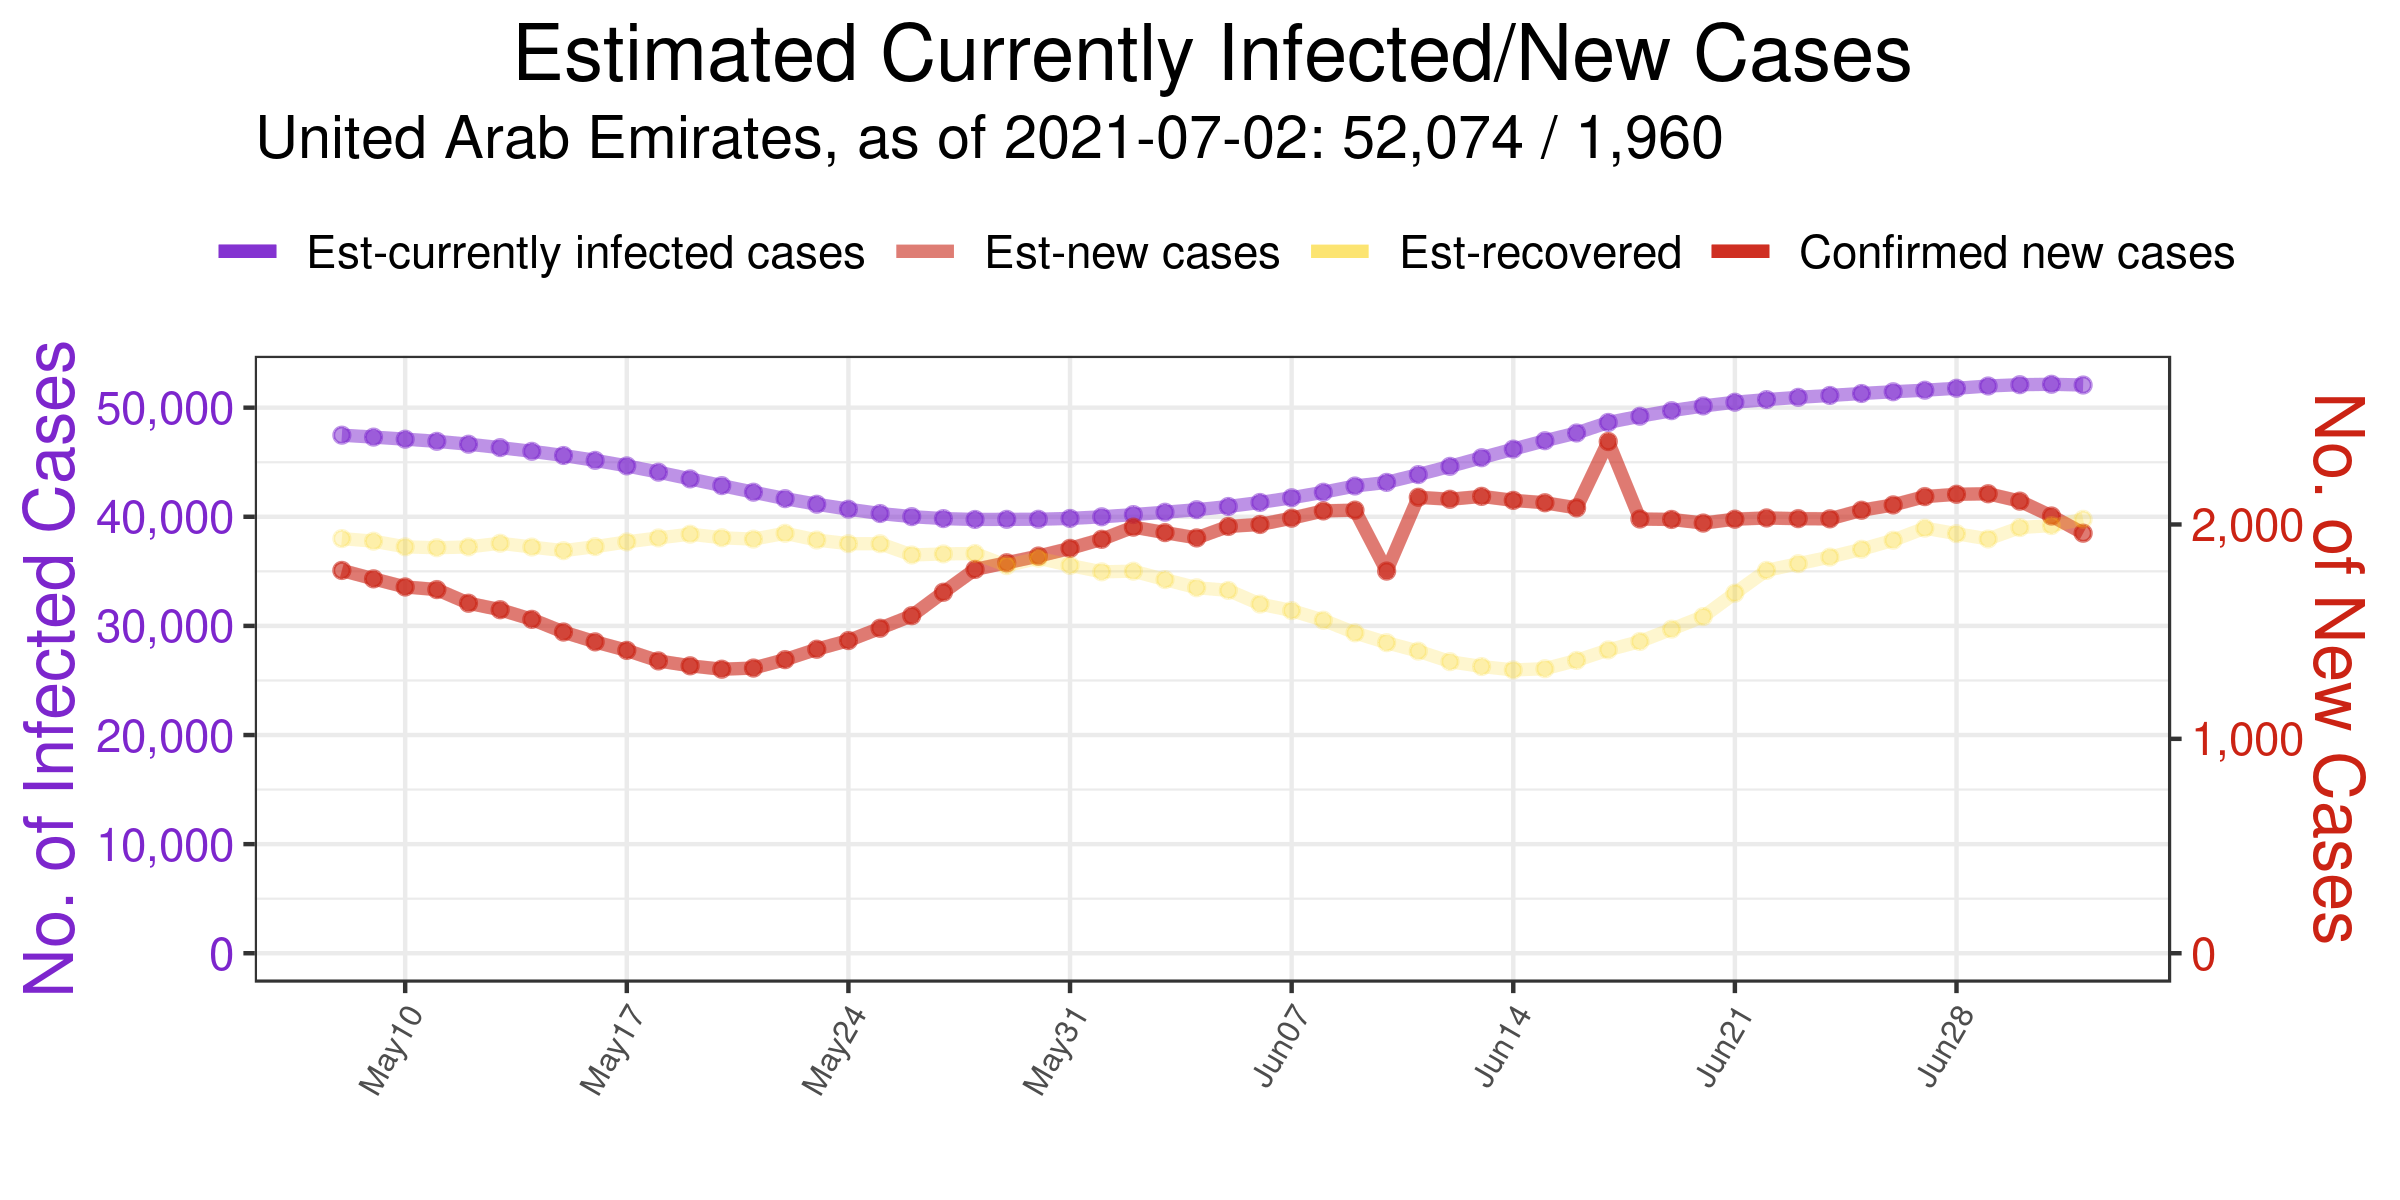 Estimated Currently Infected/New Cases
United Arab Emirates, as of 2021-07-02: 52,074 / 1,960
Est-currently infected cases Est-new cases Est-recovered Confirmed new cases
No. of Infected Cases
50,000
40,000
30,000
20,000
10,000
0
2,000
1,000
0
No. of New Cases
May10 May17 May24 May31 Jun07 Jun14 Jun21 Jun28